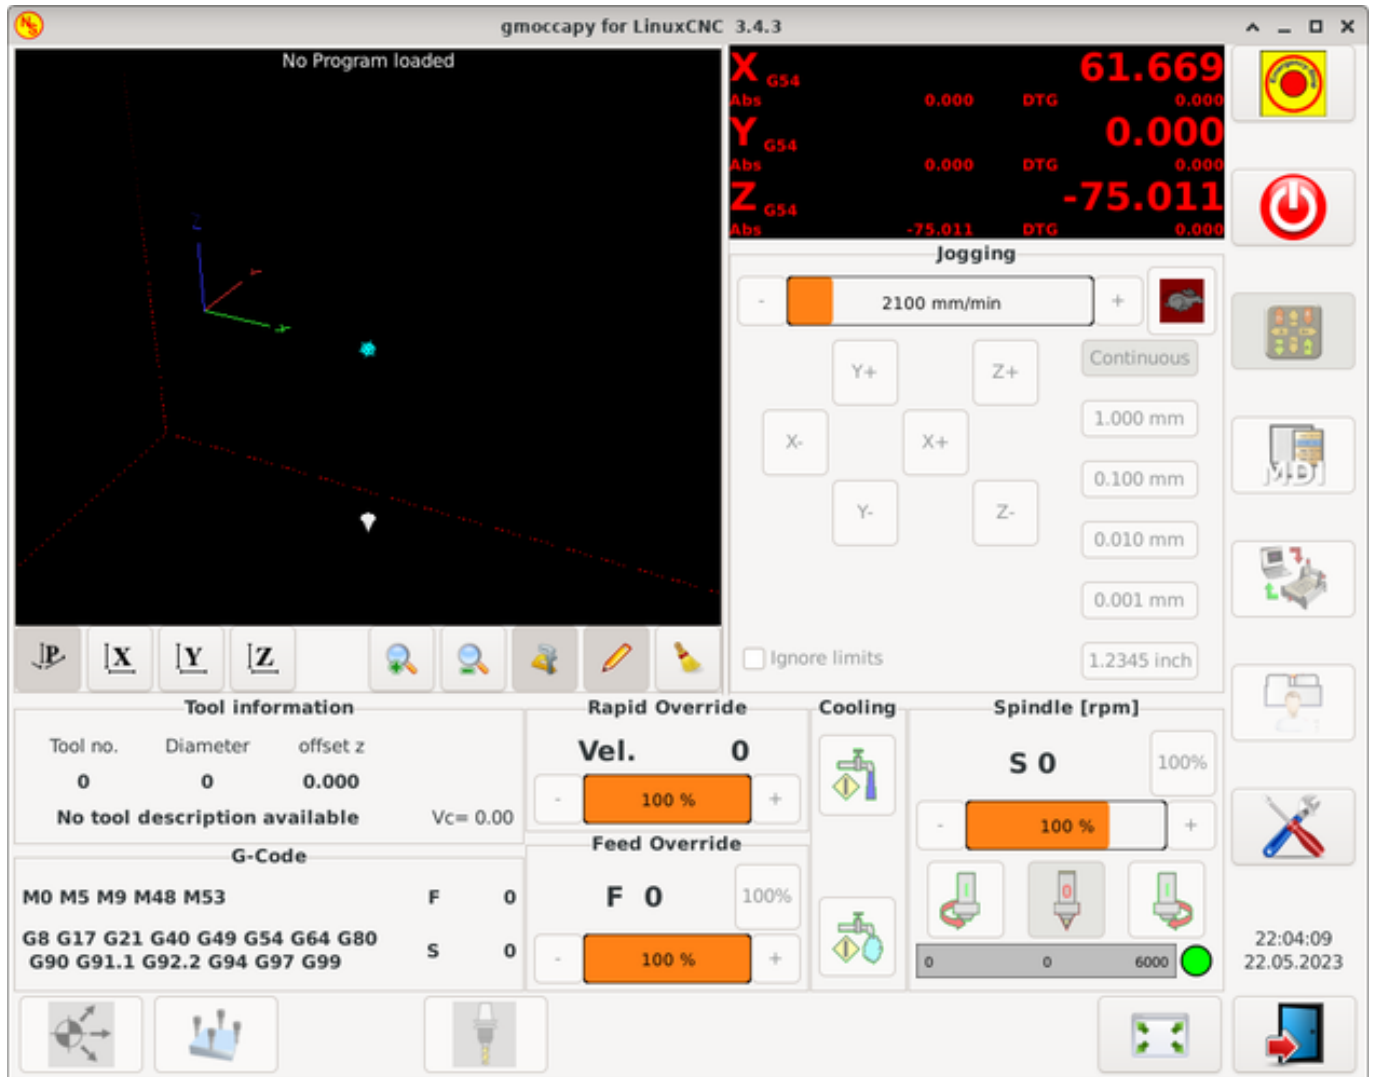 gmoccapy for LinuxCNC 3.4.3
No Program loaded
X G54 61.669
Abs 0.000 DTG 0.000
Y G54 0.000
Abs 0.000 DTG 0.000
Z G54 -75.011
Abs -75.011 DTG 0.000
Jogging
- 2100 mm/min +
Y+ Z+ Continuous
1.000 mm
X- X+
0.100 mm
Y- Z-
0.010 mm
0.001 mm
Ignore limits 1.2345 inch
MDI
P X Y Z
Tool information
Tool no. Diameter offset z
0 0 0.000
No tool description available Vc= 0.00
G-Code
M0 M5 M9 M48 M53 F 0
G8 G17 G21 G40 G49 G54 G64 G80
G90 G91.1 G92.2 G94 G97 G99
S 0
Rapid Override
Vel. 0
- 100 % +
Feed Override
F 0 100%
- 100 % +
Cooling
Spindle [rpm]
S 0 100%
- 100 % +
0 0 6000
22:04:09
22.05.2023